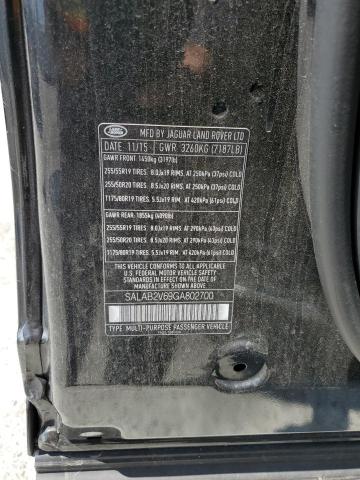 LAND ROVER
MFD BY JAGUAR LAND ROVER LTD
DATE 11/15 GWR 3260KG (7187LB)
GAWR FRONT: 1450kg (3197lb)
255/55R19 TIRES. 8.0Jx19 RIMS. AT 250kPa (37psi) COLD
255/50R20 TIRES. 8.5Jx20 RIMS. AT 250kPa (37psi) COLD
T175/80R19 TIRES. 5.5Jx19 RIM. AT 420kPa (61psi) COLD
GAWR REAR: 1855kg (4090lb)
255/55R19 TIRES. 8.0Jx19 RIMS. AT 290kPa (43psi) COLD
255/50R20 TIRES. 8.5Jx20 RIMS. AT 290kPa (43psi) COLD
T175/80R19 TIRES. 5.5Jx19 RIM. AT 420kPa (61psi) COLD
THIS VEHICLE CONFORMS TO ALL APPLICABLE
U.S. FEDERAL MOTOR VEHICLE SAFETY STANDARDS
IN EFFECT ON THE DATE OF
MANUFACTURE SHOWN ABOVE.
SALAB2V69GA802700
TYPE: MULTI-PURPOSE PASSENGER VEHICLE